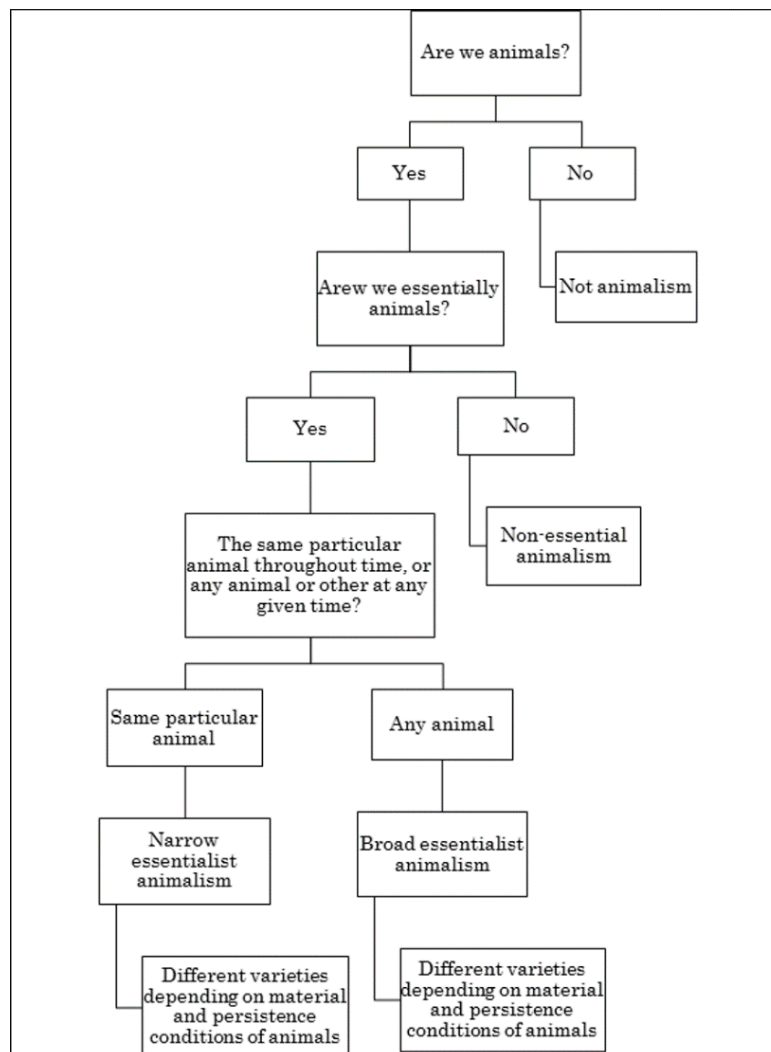 Are we animals?
Yes
No
Arew we essentially
animals?
Not animalism
Yes
No
The same particular
animal throughout time, or
any animal or other at any
given time?
Non-essential
animalism
Same particular
animal
Any animal
Narrow
essentialist
animalism
Broad essentialist
animalism
Different varieties
depending on material
and persistence
conditions of animals
Different varieties
depending on material
and persistence
conditions of animals